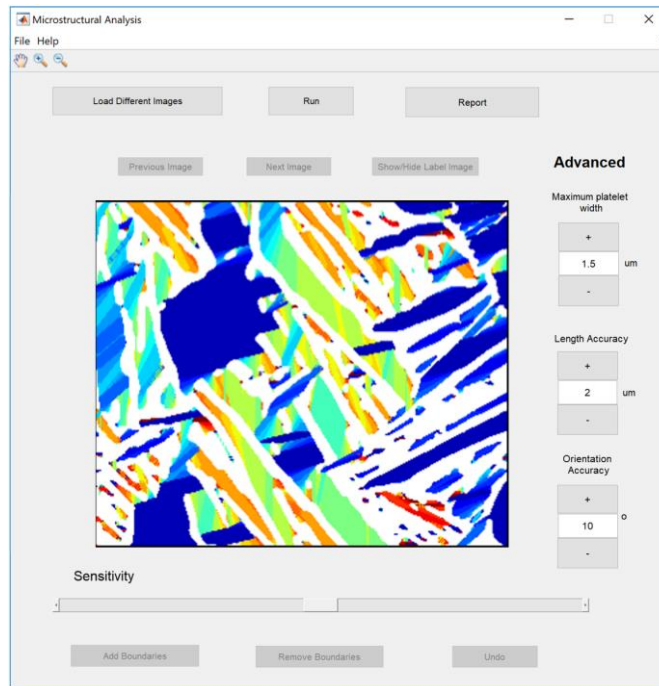 Microstructural Analysis
File Help
Load Different Images Run Report
Previous Image Next Image Show/Hide Label Image
Advanced
Maximum platelet
width
+
1.5 um
-
Length Accuracy
+
2 um
-
Orientation
Accuracy
+
10 o
-
Sensitivity
Add Boundaries Remove Boundaries Undo